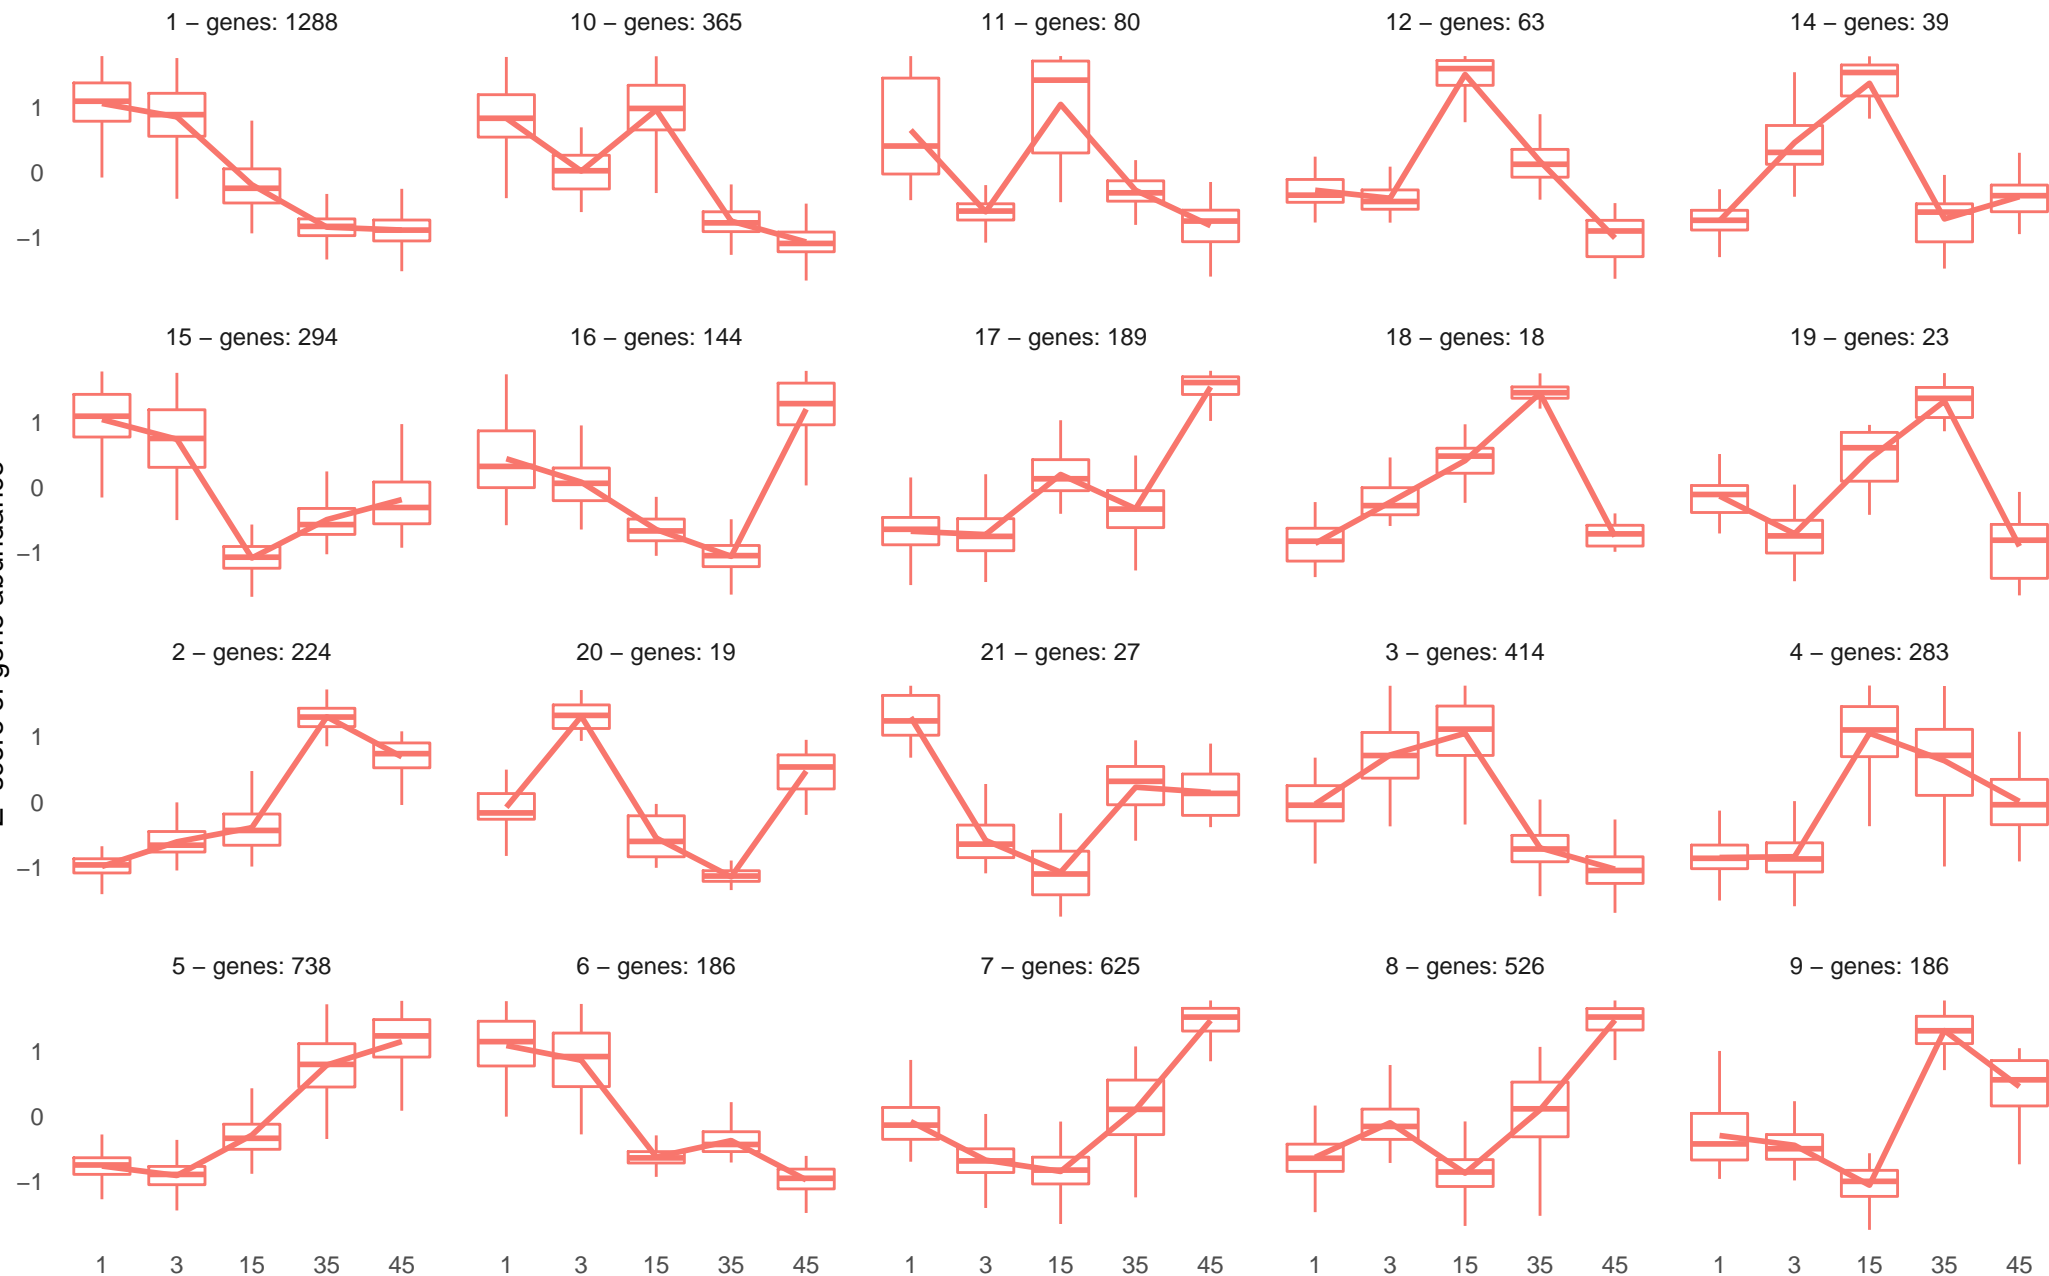 1 – genes: 1288
10 – genes: 365
11 – genes: 80
12 – genes: 63
14 – genes: 39
1
0
−1
15 – genes: 294
16 – genes: 144
17 – genes: 189
18 – genes: 18
19 – genes: 23
1
0
−1
2 – genes: 224
20 – genes: 19
21 – genes: 27
3 – genes: 414
4 – genes: 283
1
0
−1
5 – genes: 738
6 – genes: 186
7 – genes: 625
8 – genes: 526
9 – genes: 186
1
0
−1
1 3 15 35 45
1 3 15 35 45
1 3 15 35 45
1 3 15 35 45
1 3 15 35 45